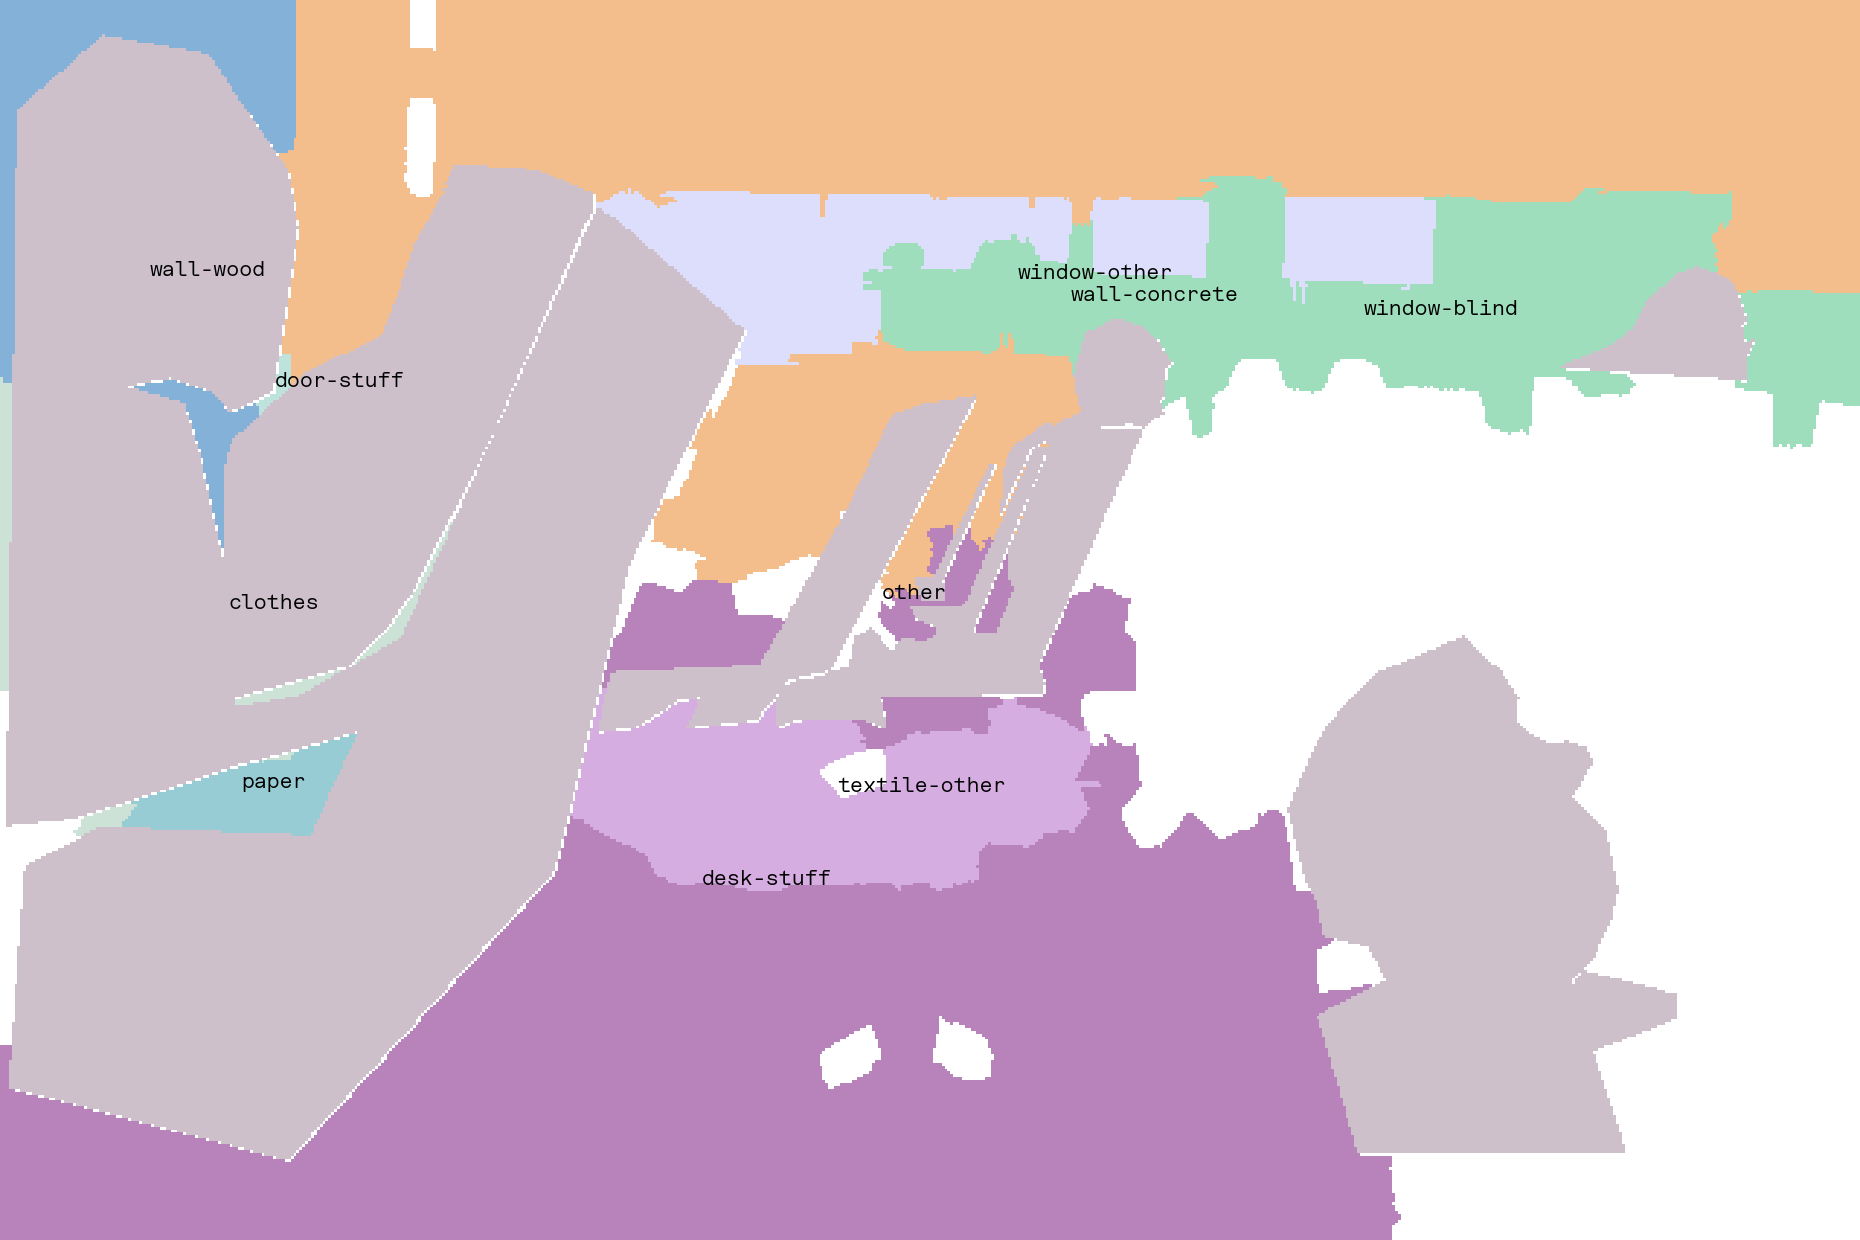 wall-wood
window-other
wall-concrete
window-blind
door-stuff
other
clothes
paper
textile-other
desk-stuff